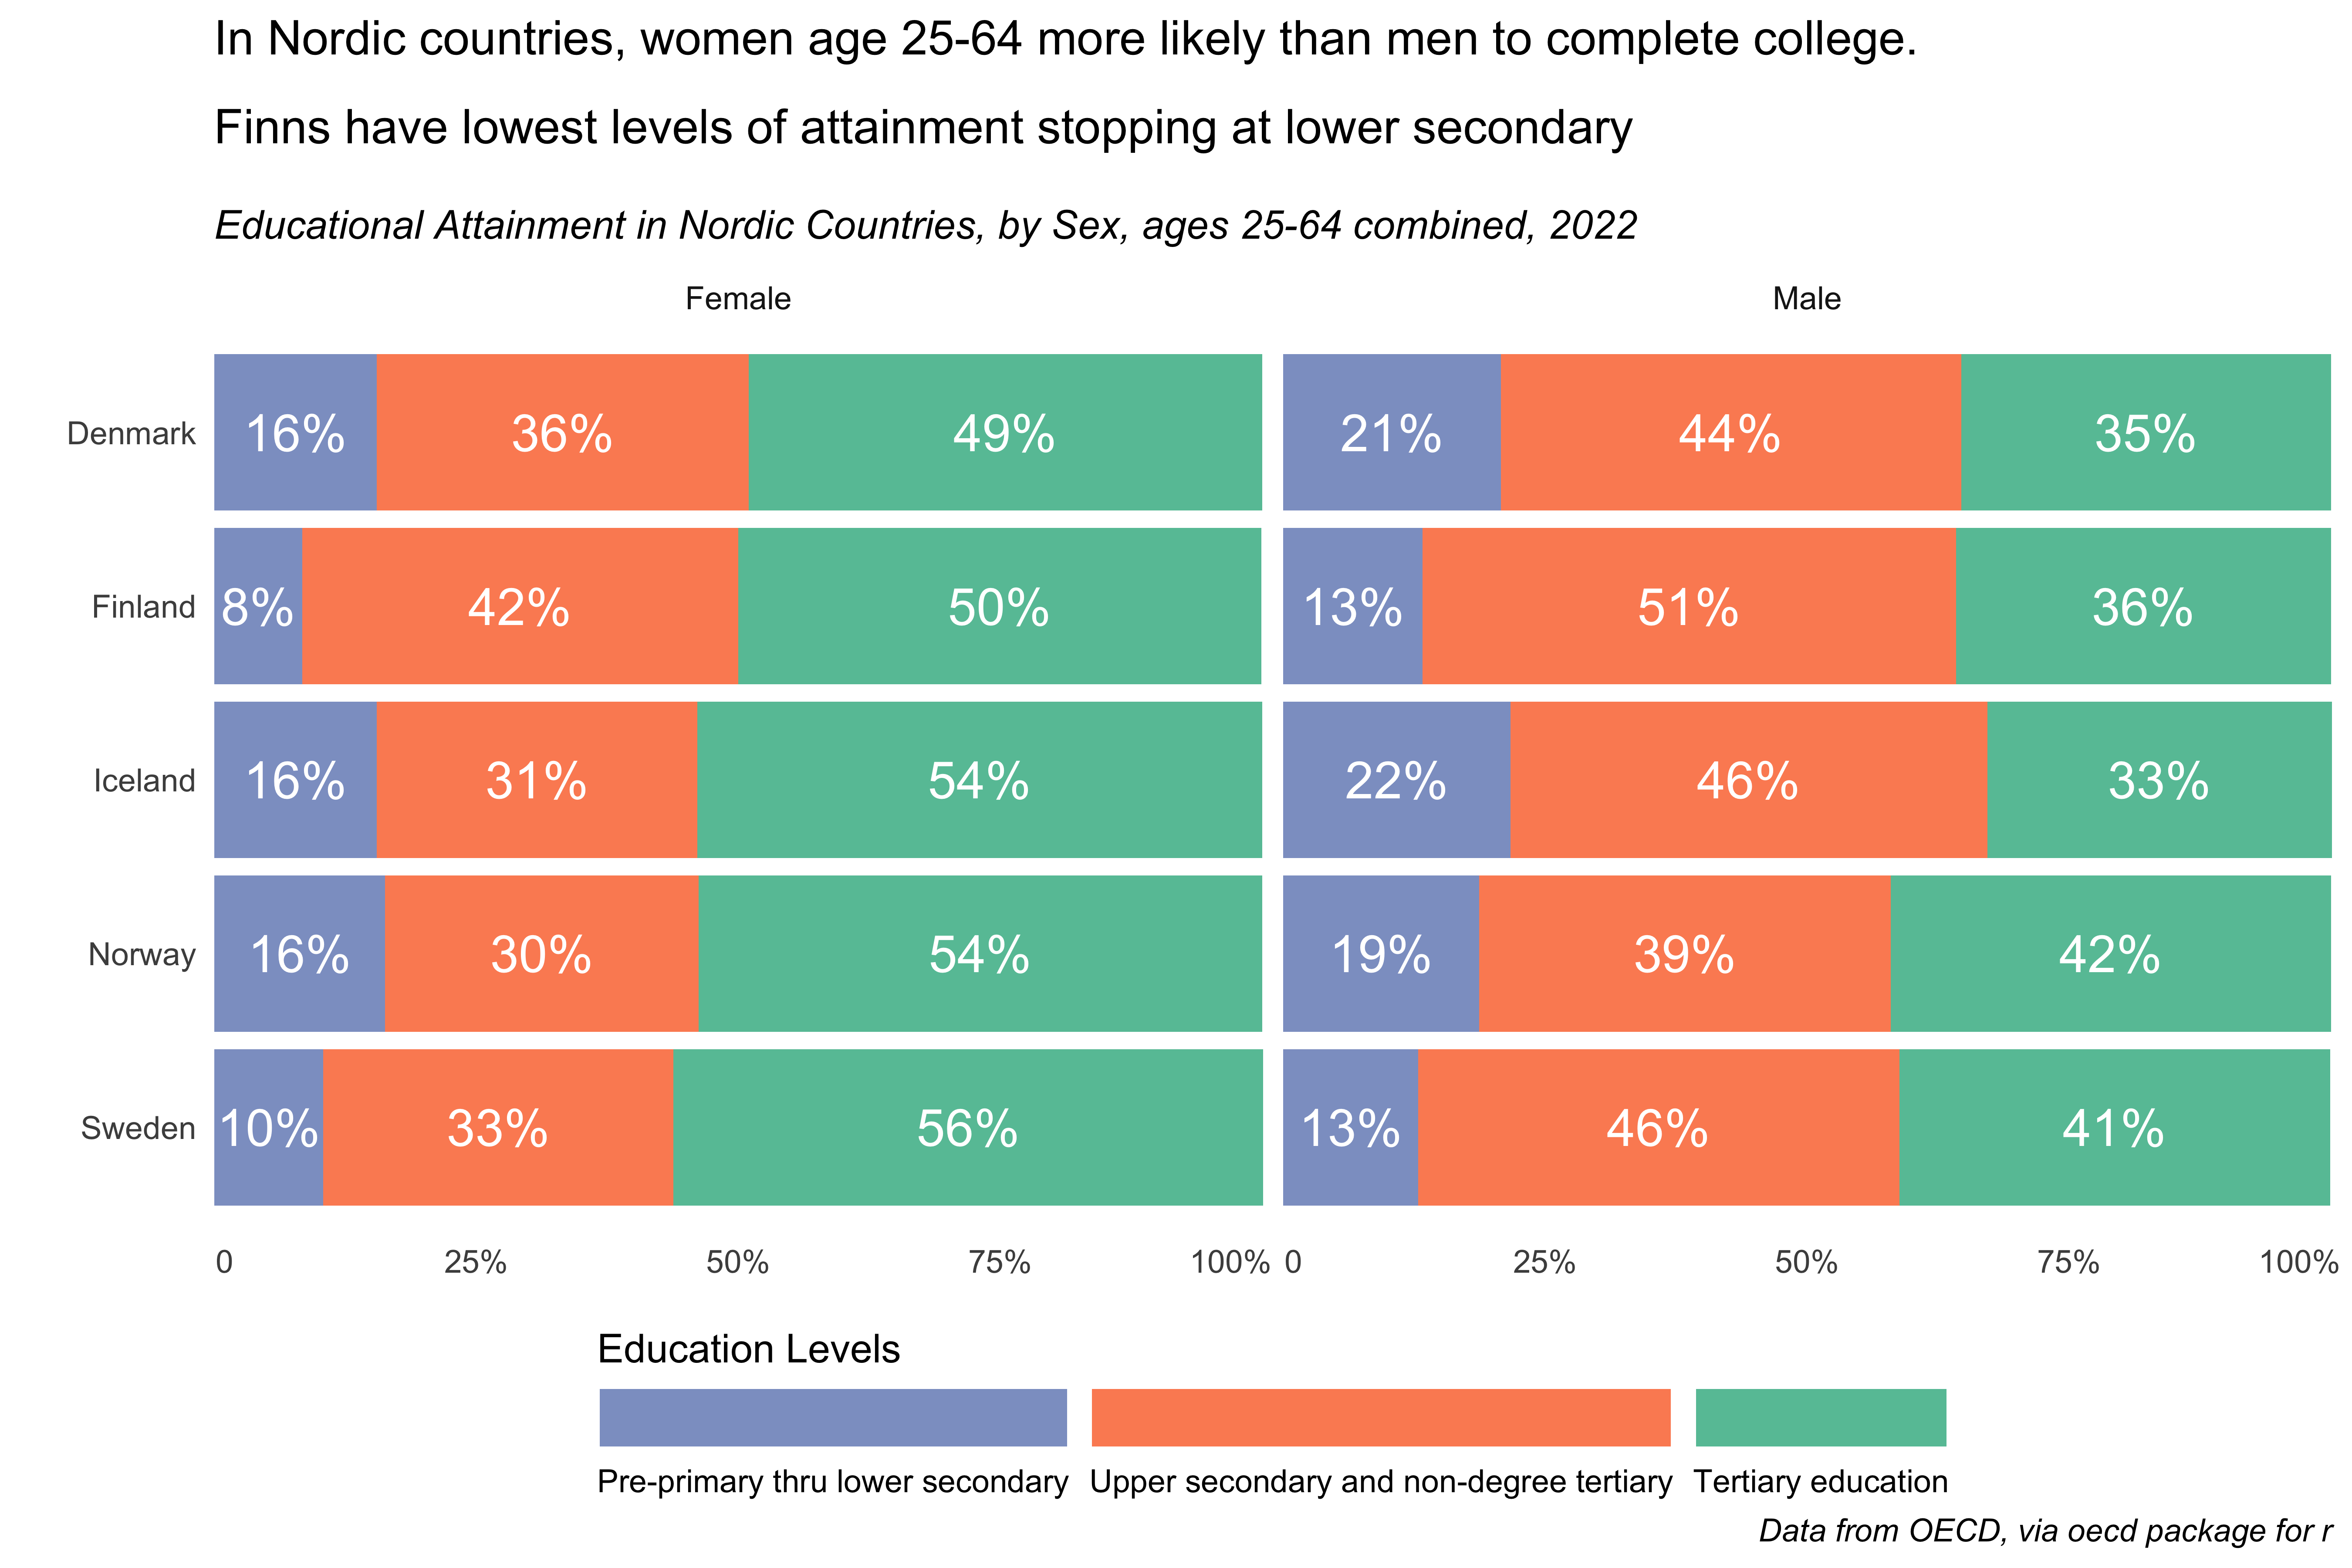 In Nordic countries, women age 25-64 more likely than men to complete college.
Finns have lowest levels of attainment stopping at lower secondary
Educational Attainment in Nordic Countries, by Sex, ages 25-64 combined, 2022
Female Male
Denmark 16% 36% 49% 21% 44% 35%
Finland 8% 42% 50% 13% 51% 36%
Iceland 16% 31% 54% 22% 46% 33%
Norway 16% 30% 54% 19% 39% 42%
Sweden 10% 33% 56% 13% 46% 41%
0 25% 50% 75% 100% 0 25% 50% 75% 100%
Education Levels
Pre-primary thru lower secondary Upper secondary and non-degree tertiary Tertiary education
Data from OECD, via oecd package for r